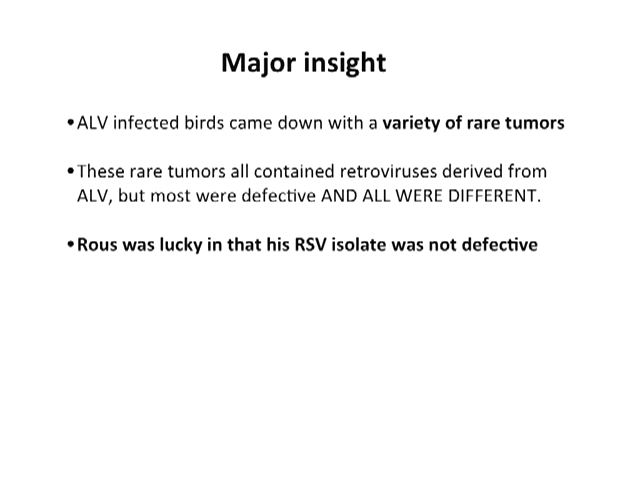 Major insight
•ALV infected birds came down with a variety of rare tumors
•These rare tumors all contained retroviruses derived from
ALV, but most were defective AND ALL WERE DIFFERENT.
•Rous was lucky in that his RSV isolate was not defective